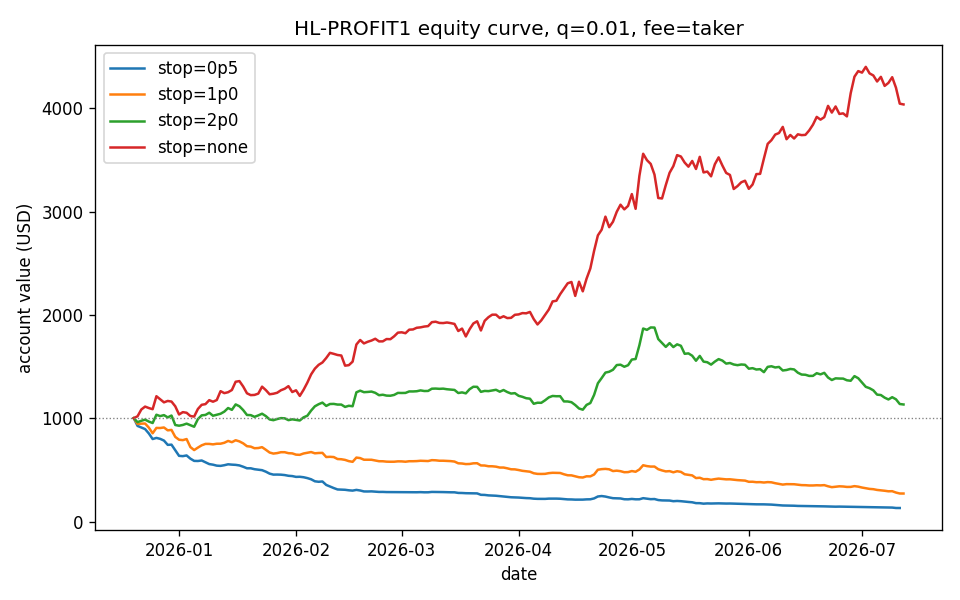 HL-PROFIT1 equity curve, q=0.01, fee=taker
stop=0p5
stop=1p0
stop=2p0
stop=none
account value (USD)
4000
3000
2000
1000
0
2026-01 2026-02 2026-03 2026-04 2026-05 2026-06 2026-07
date